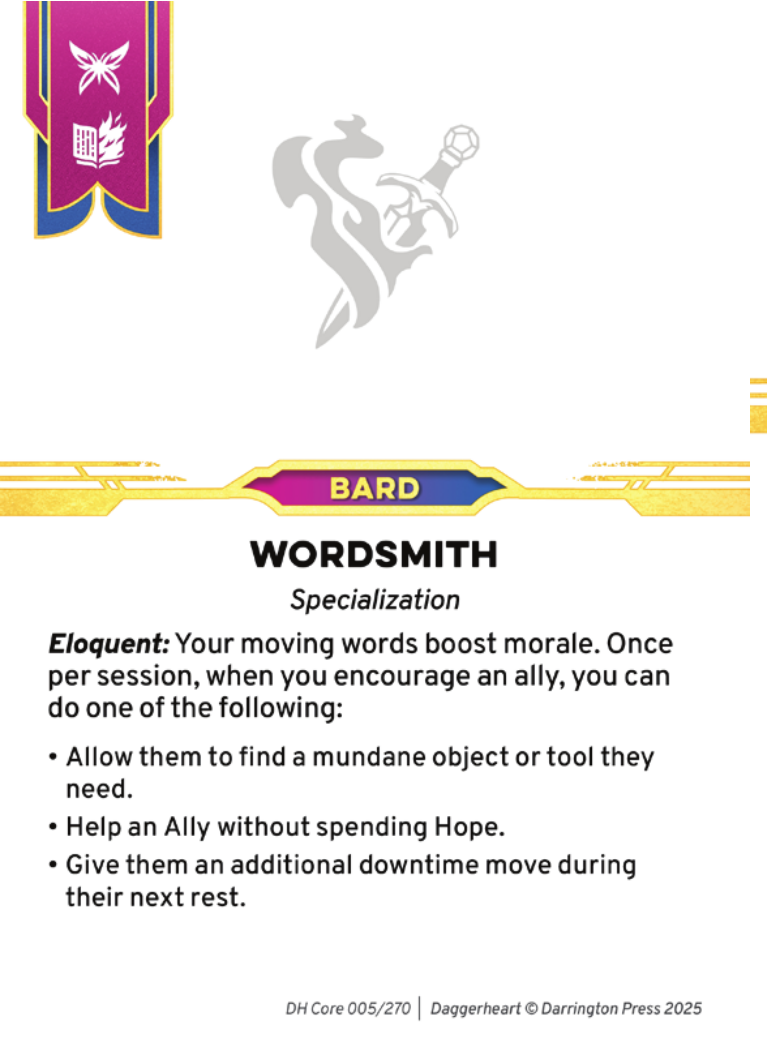 BARD
WORDSMITH
Specialization
Eloquent: Your moving words boost morale. Once
per session, when you encourage an ally, you can
do one of the following:
• Allow them to find a mundane object or tool they
need.
• Help an Ally without spending Hope.
• Give them an additional downtime move during
their next rest.
DH Core 005/270 | Daggerheart © Darrington Press 2025